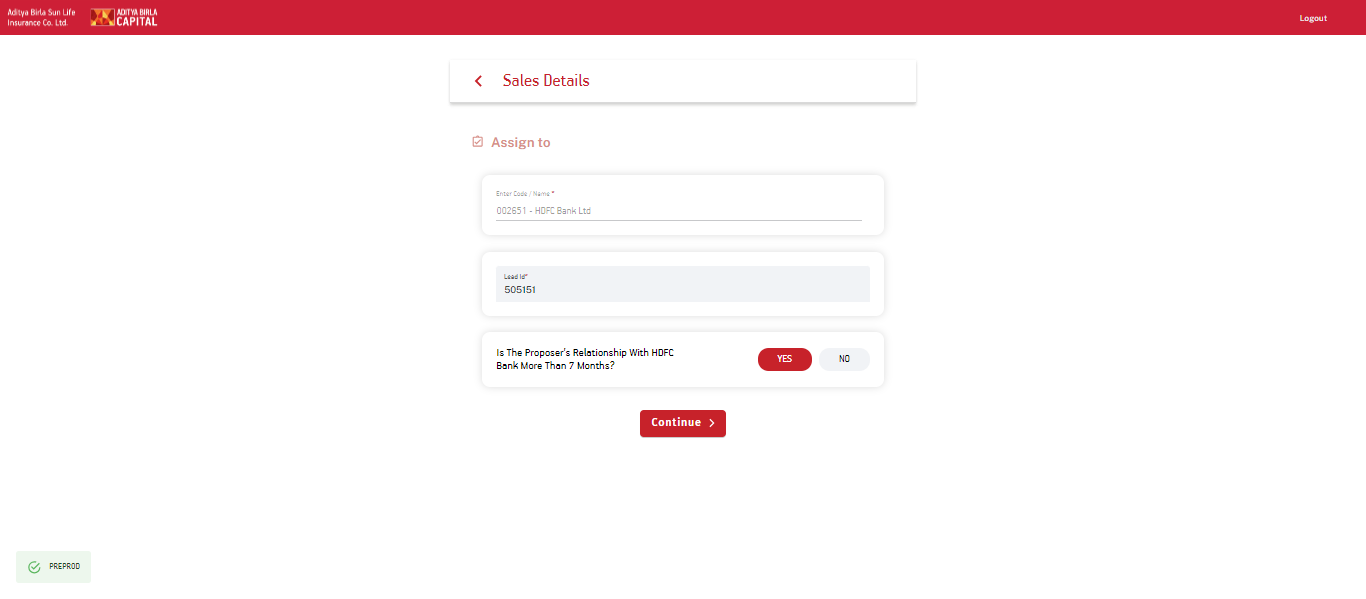 Aditya Birla Sun Life
Insurance Co. Ltd.
ADITYA BIRLA
CAPITAL
Logout
Sales Details
Assign to
Enter Code / Name *
002651 - HDFC Bank Ltd
Lead Id*
505151
Is The Proposer's Relationship With HDFC
Bank More Than 7 Months?
YES
NO
Continue
PREPROD